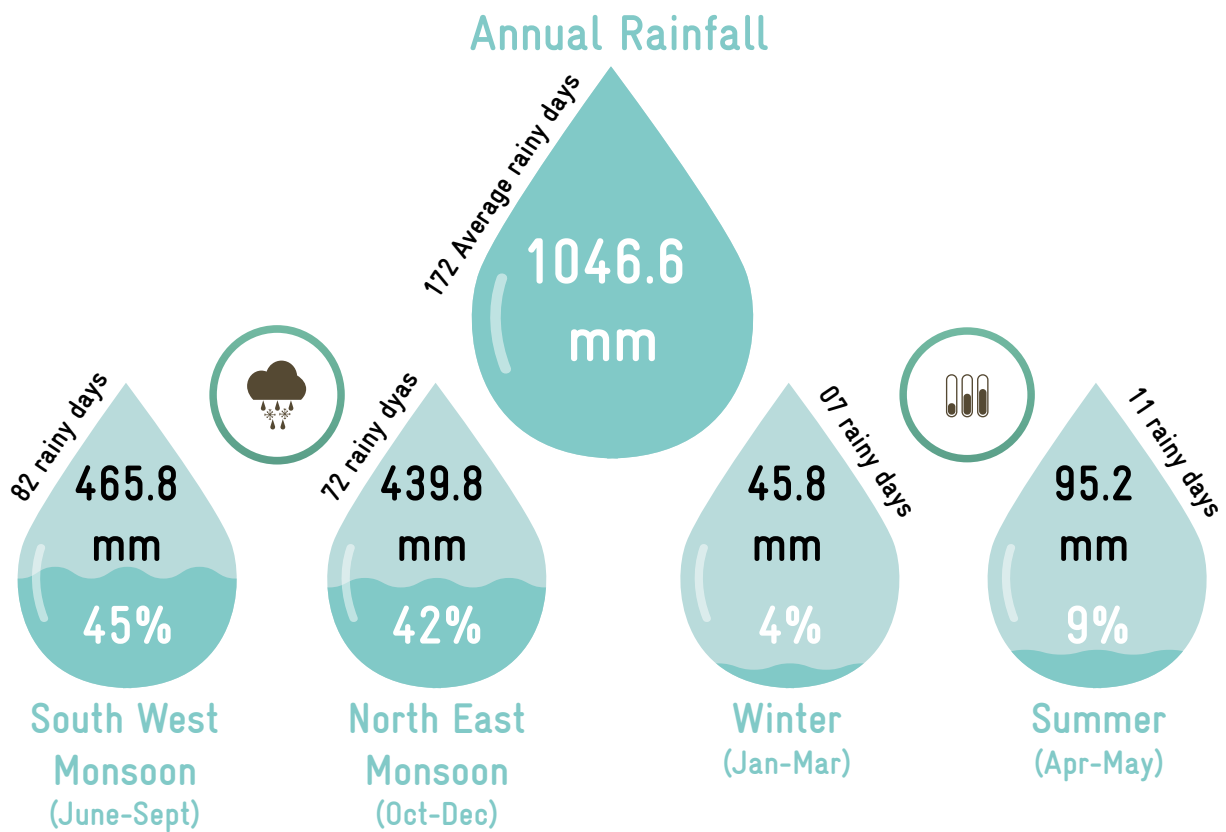 Annual Rainfall
172 Average rainy days
1046.6
mm
82 rainy days
465.8
mm
45%
South West
Monsoon
(June-Sept)
72 rainy dyas
439.8
mm
42%
North East
Monsoon
(Oct-Dec)
07 rainy days
45.8
mm
4%
Winter
(Jan-Mar)
11 rainy days
95.2
mm
9%
Summer
(Apr-May)